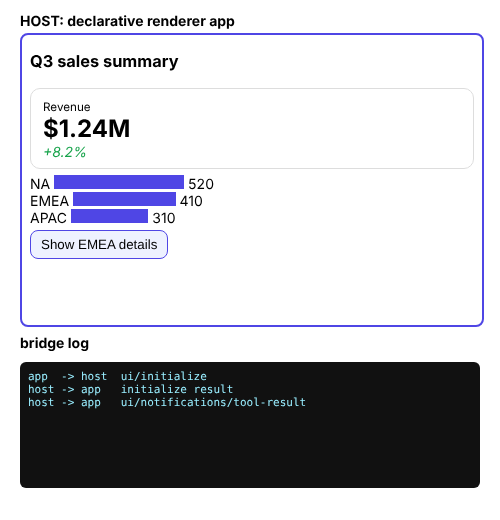 HOST: declarative renderer app
Q3 sales summary
Revenue
$1.24M
+8.2%
NA 520
EMEA 410
APAC 310
Show EMEA details
bridge log
app -> host ui/initialize
host -> app initialize result
host -> app ui/notifications/tool-result